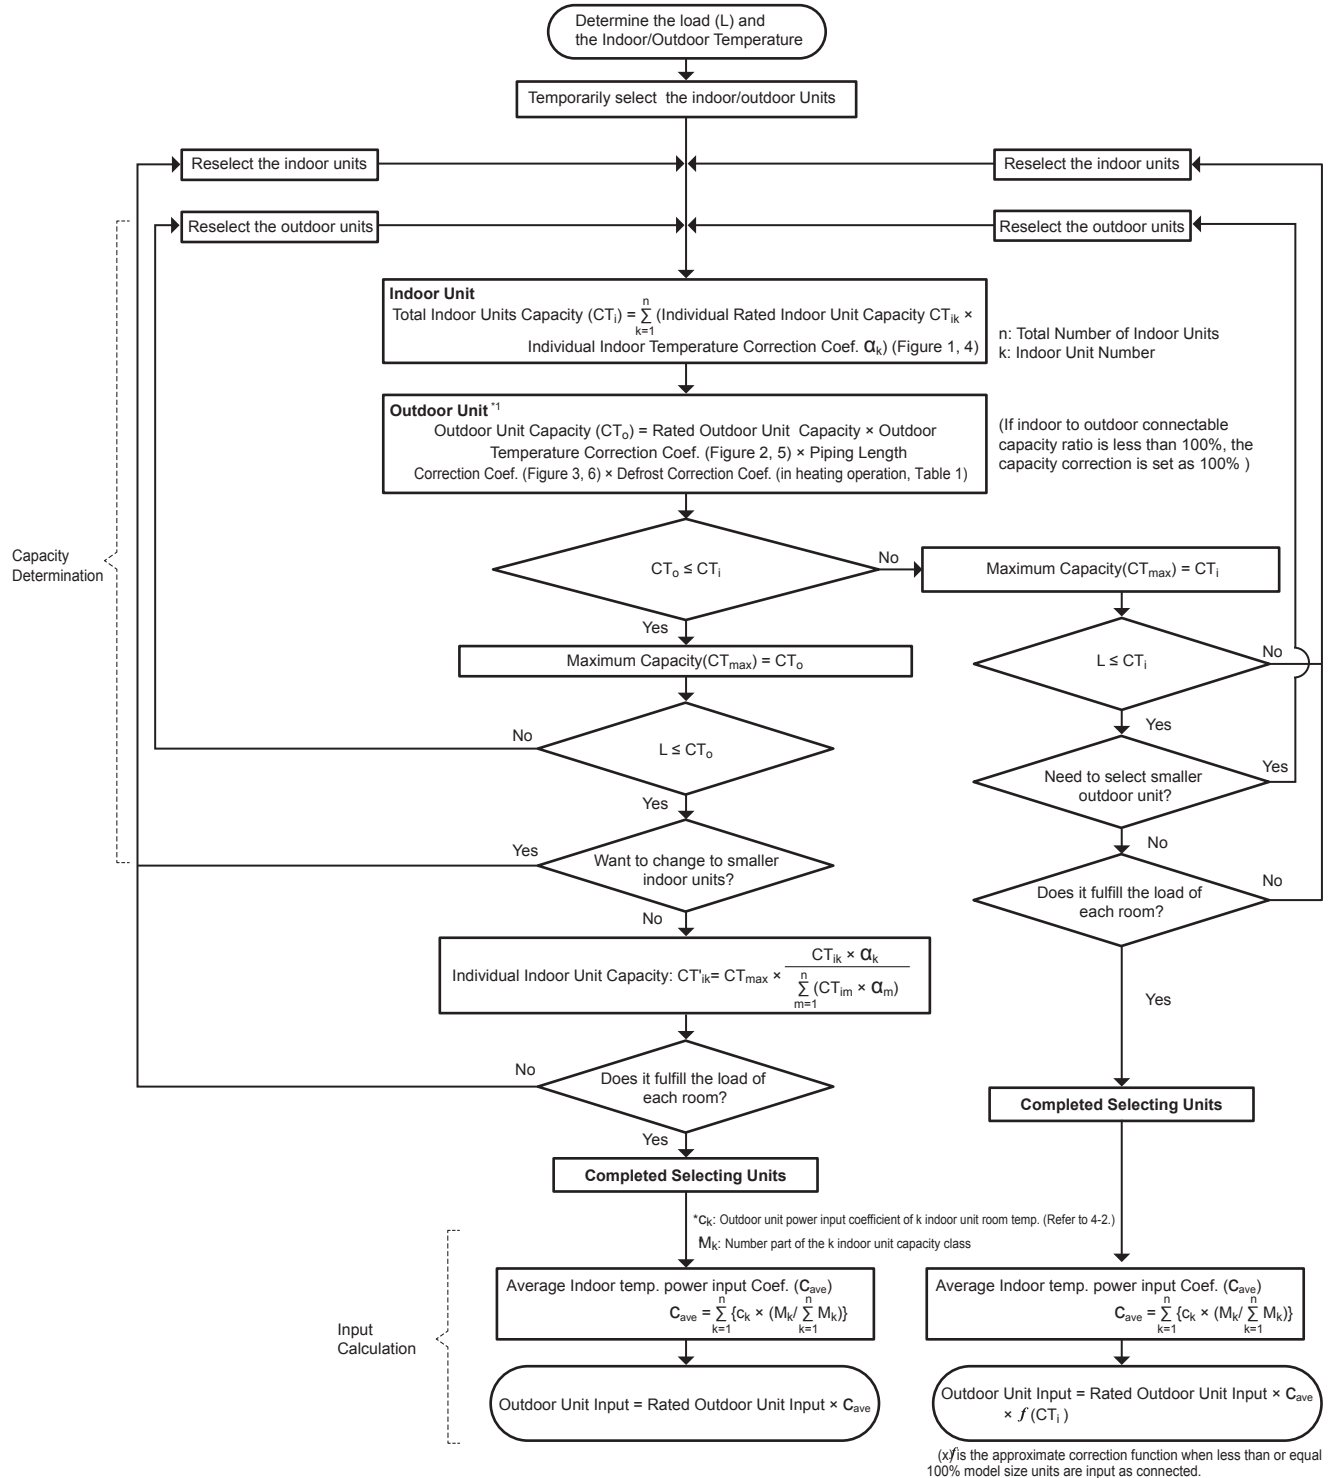 Determine the load (L) and
the Indoor/Outdoor Temperature
Temporarily select the indoor/outdoor Units
Reselect the indoor units
Reselect the indoor units
Reselect the outdoor units
Reselect the outdoor units
Indoor Unit
Total Indoor Units Capacity (CTi) = n Σ k=1 (Individual Rated Indoor Unit Capacity CTik ×
Individual Indoor Temperature Correction Coef. αk) (Figure 1, 4)
n: Total Number of Indoor Units
k: Indoor Unit Number
Outdoor Unit *1
Outdoor Unit Capacity (CTo) = Rated Outdoor Unit Capacity × Outdoor
Temperature Correction Coef. (Figure 2, 5) × Piping Length
Correction Coef. (Figure 3, 6) × Defrost Correction Coef. (in heating operation, Table 1)
(If indoor to outdoor connectable
capacity ratio is less than 100%, the
capacity correction is set as 100% )
Capacity
Determination
CTo ≤ CTi
No
Maximum Capacity(CTmax) = CTi
Yes
Maximum Capacity(CTmax) = CTo
L ≤ CTi
No
Yes
No
L ≤ CTo
Yes
Need to select smaller
outdoor unit?
Yes
No
Yes
Want to change to smaller
indoor units?
No
Does it fulfill the load of
each room?
No
Yes
Individual Indoor Unit Capacity: CT'ik= CTmax × CTik × αk / n Σ m=1 (CTim × αm)
No
Does it fulfill the load of
each room?
Yes
Completed Selecting Units
Completed Selecting Units
*ck: Outdoor unit power input coefficient of k indoor unit room temp. (Refer to 4-2.)
Mk: Number part of the k indoor unit capacity class
Input
Calculation
Average Indoor temp. power input Coef. (Cave)
Cave = n Σ k=1 {ck × (Mk/ n Σ k=1 Mk)}
Average Indoor temp. power input Coef. (Cave)
Cave = n Σ k=1 {ck × (Mk/ n Σ k=1 Mk)}
Outdoor Unit Input = Rated Outdoor Unit Input × Cave
Outdoor Unit Input = Rated Outdoor Unit Input × Cave
× f (CTi )
(x)f is the approximate correction function when less than or equal
100% model size units are input as connected.